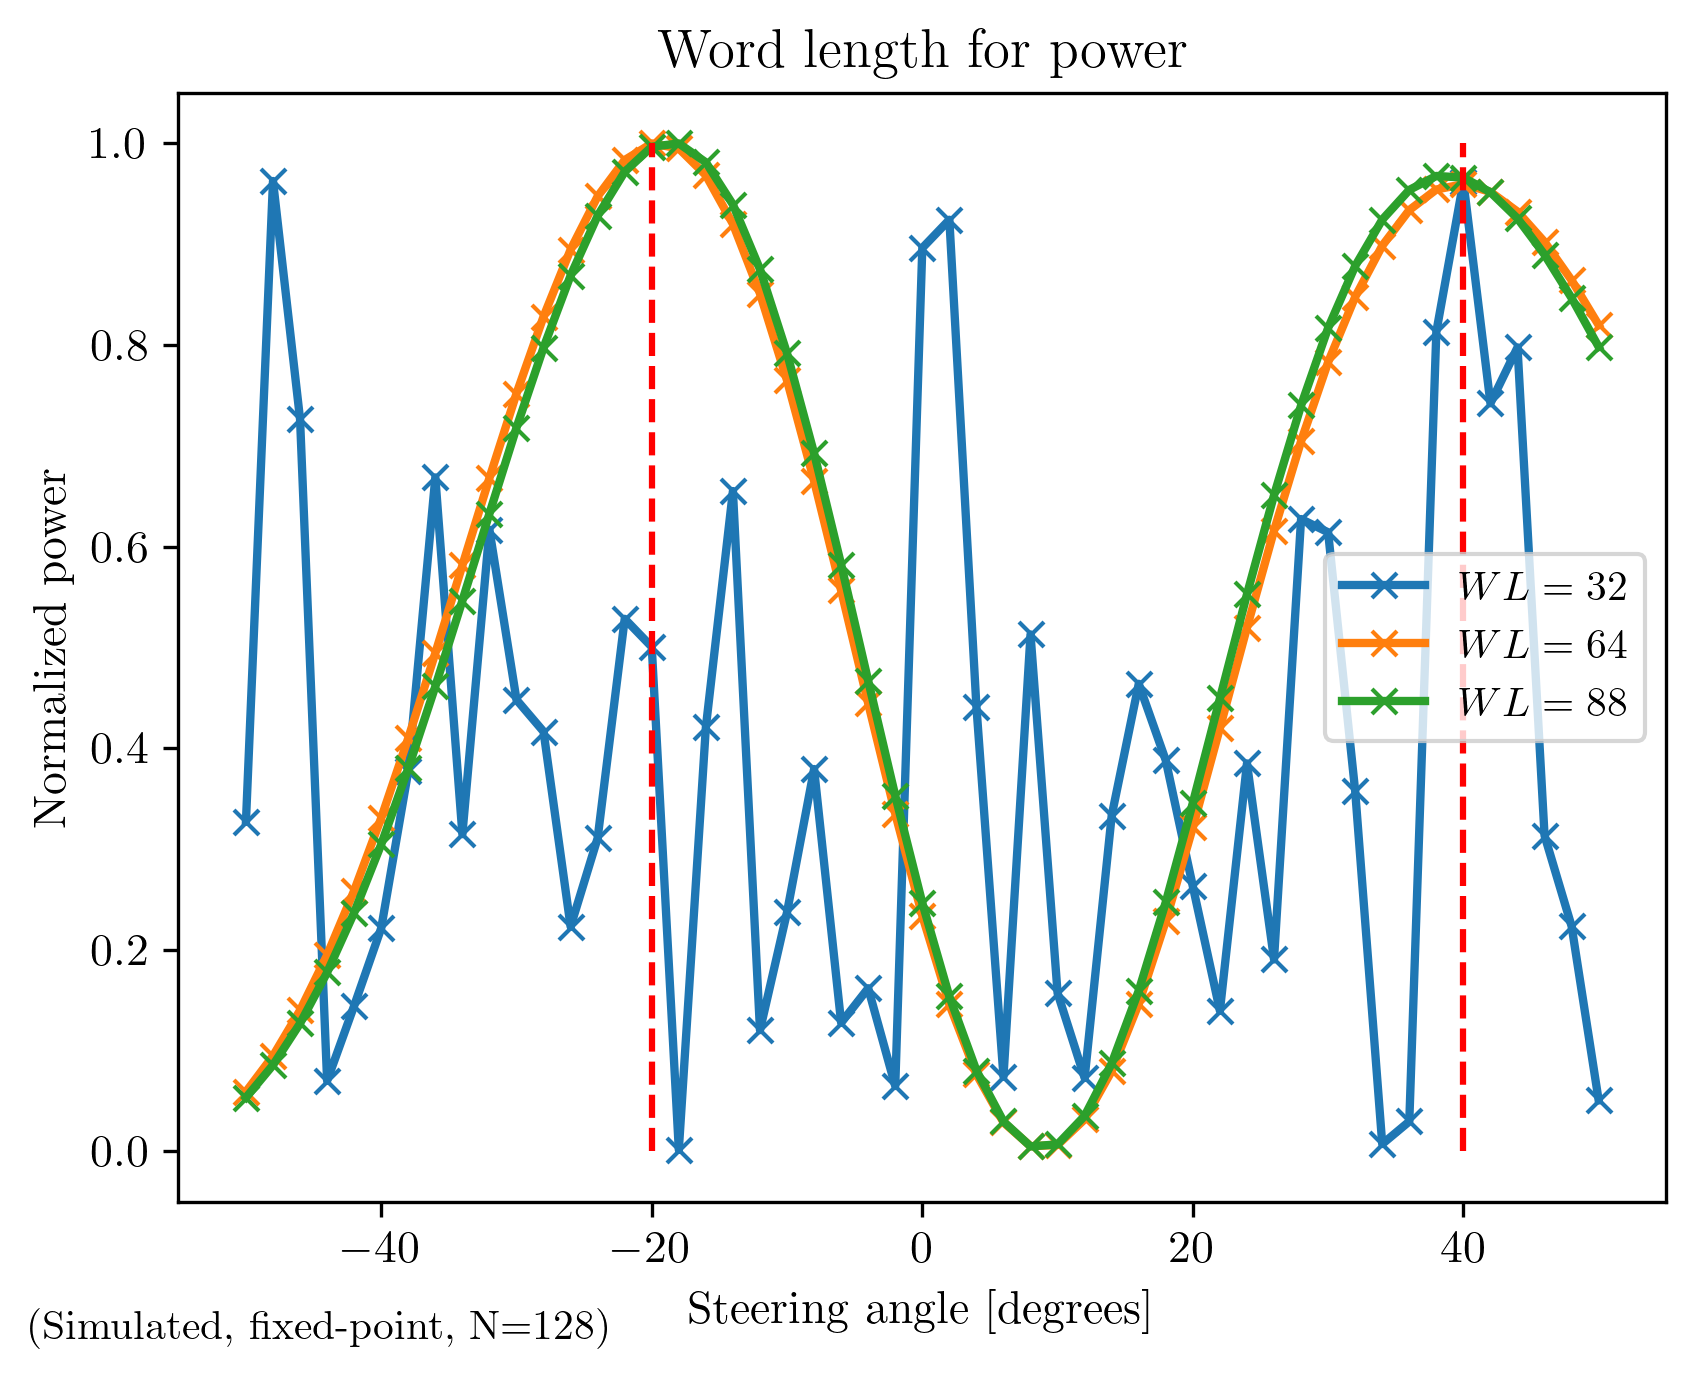 Word length for power
Normalized power
1.0
0.8
0.6
0.4
0.2
0.0
WL = 32
WL = 64
WL = 88
−40
−20
0
20
40
Steering angle [degrees]
(Simulated, fixed-point, N=128)